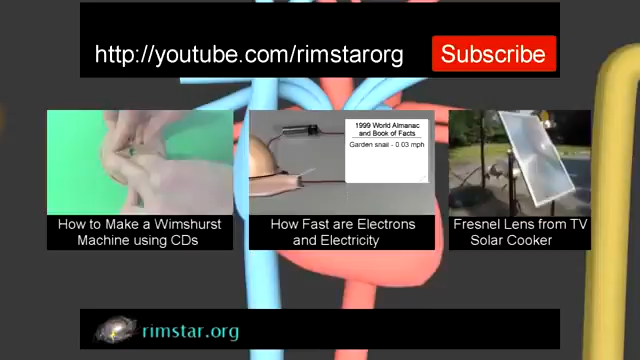 http://youtube.com/rimstarorg
Subscribe
1999 World Almanac
and Book of Facts
Garden snail - 0.03 mph
How to Make a Wimshurst
Machine using CDs
How Fast are Electrons
and Electricity
Fresnel Lens from TV
Solar Cooker
rimstar.org